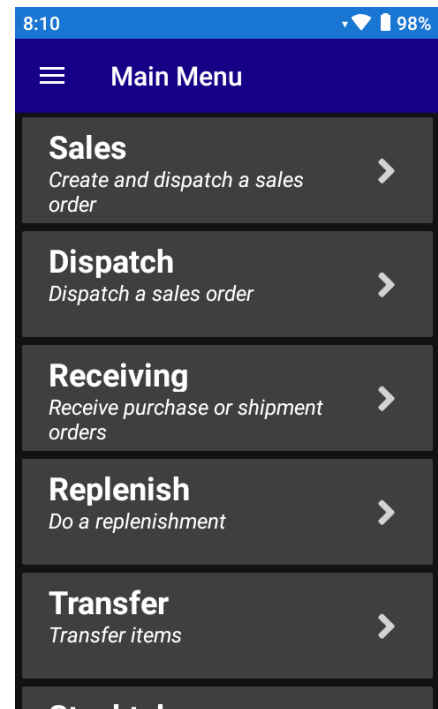 8:10
98%
Main Menu
Sales
Create and dispatch a sales
order
Dispatch
Dispatch a sales order
Receiving
Receive purchase or shipment
orders
Replenish
Do a replenishment
Transfer
Transfer items